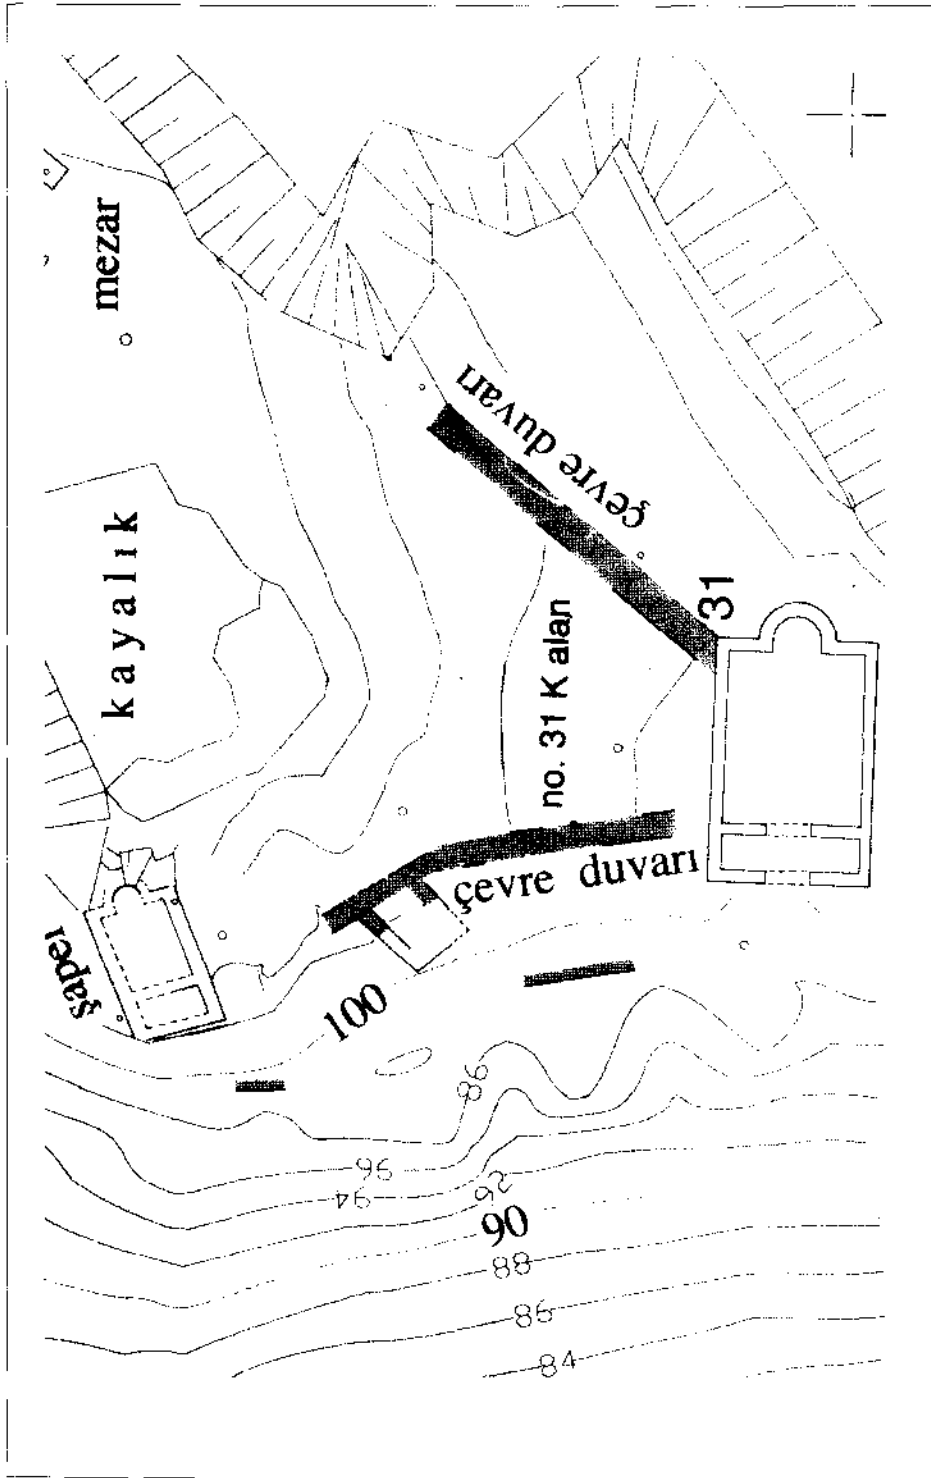 mezar
çevre duvarı
kayalık
31
no. 31 K alan
çevre duvarı
şapel
100
98
96
94
92
90
88
86
84